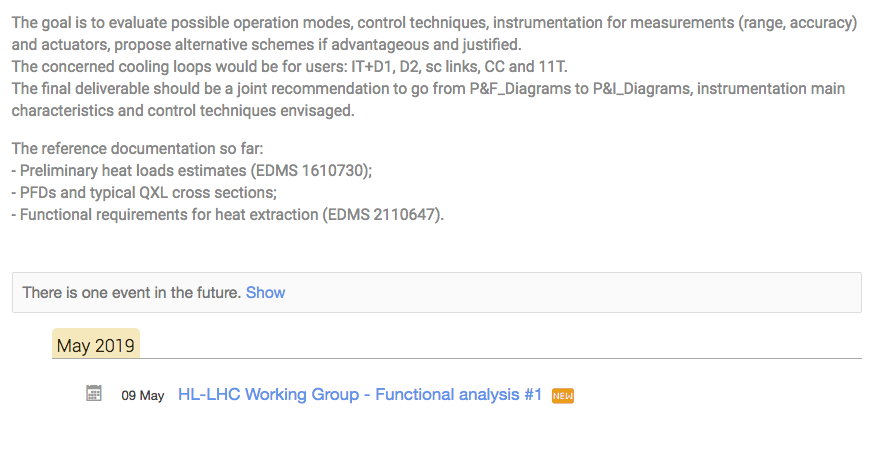 The goal is to evaluate possible operation modes, control techniques, instrumentation for measurements (range, accuracy)
and actuators, propose alternative schemes if advantageous and justified.
The concerned cooling loops would be for users: IT+D1, D2, sc links, CC and 11T.
The final deliverable should be a joint recommendation to go from P&F_Diagrams to P&I_Diagrams, instrumentation main
characteristics and control techniques envisaged.
The reference documentation so far:
- Preliminary heat loads estimates (EDMS 1610730);
- PFDs and typical QXL cross sections;
- Functional requirements for heat extraction (EDMS 2110647).
There is one event in the future. Show
May 2019
09 May HL-LHC Working Group - Functional analysis #1 NEW